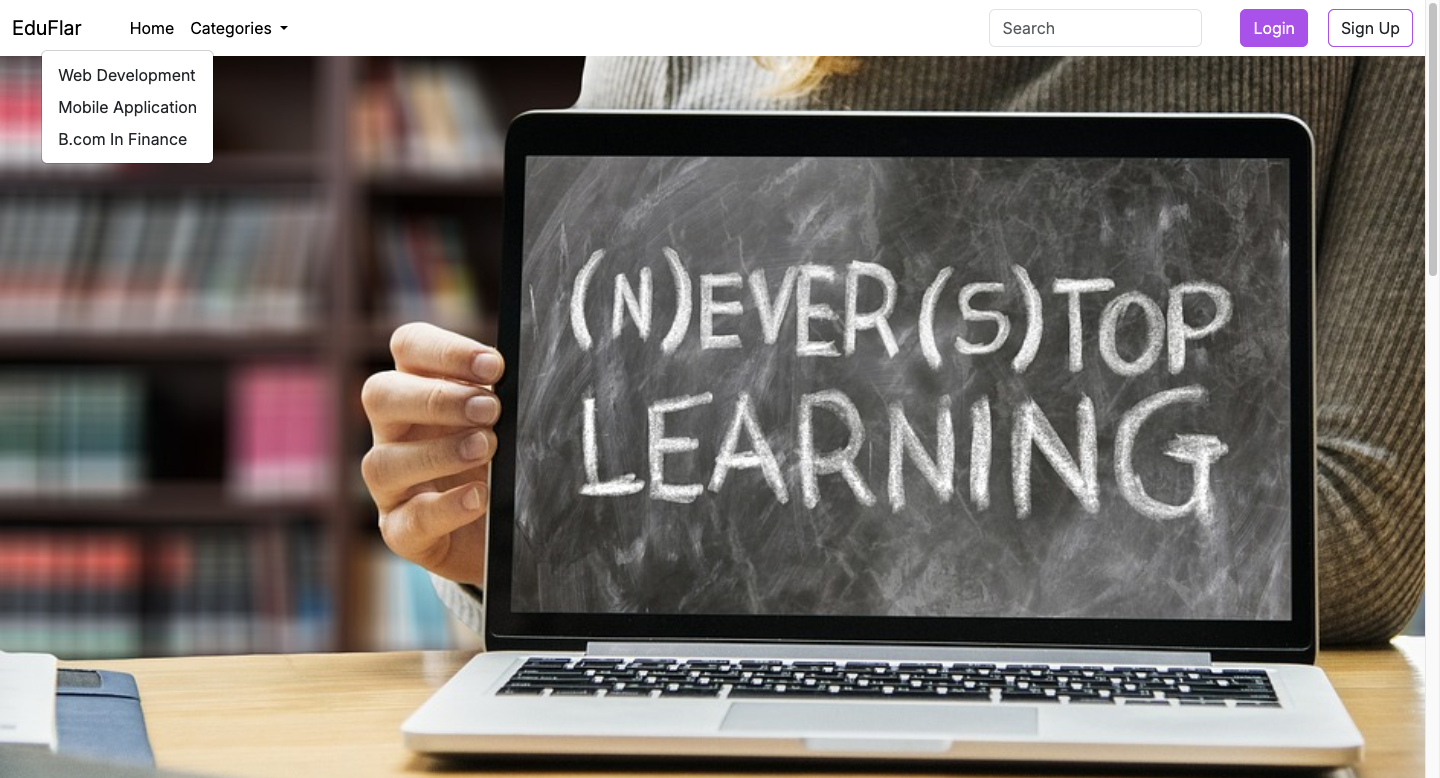 EduFlar Home Categories Search Login Sign Up
Web Development
Mobile Application
B.com In Finance
(N)EVER (S)TOP
LEARNING